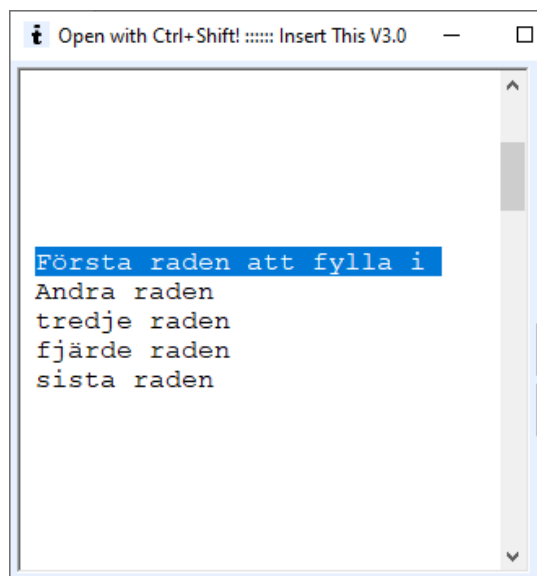 Open with Ctrl+Shift! :::::: Insert This V3.0
Första raden att fylla i
Andra raden
tredje raden
fjärde raden
sista raden